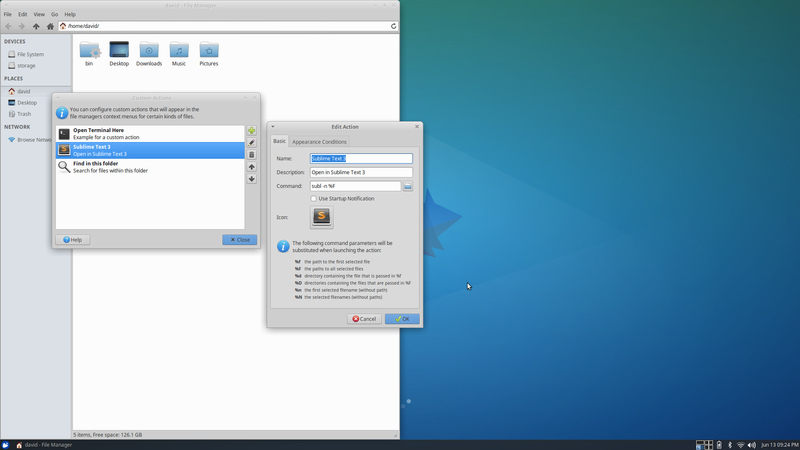 /home/david/ - File Manager
File Edit View Go Help
/home/david/
DEVICES
File System
storage
PLACES
david
Desktop
Trash
NETWORK
Browse Netw
bin Desktop Downloads Music Pictures
Custom Actions
You can configure custom actions that will appear in the
file managers context menus for certain kinds of files.
Open Terminal Here
Example for a custom action
Sublime Text 3
Open in Sublime Text 3
Find in this folder
Search for files within this folder
Help
Close
Edit Action
Basic Appearance Conditions
Name: Sublime Text 3
Description: Open in Sublime Text 3
Command: subl -n %F
Use Startup Notification
Icon:
The following command parameters will be
substituted when launching the action:
%f the path to the first selected file
%F the paths to all selected files
%d directory containing the file that is passed in %f
%D directories containing the files that are passed in %F
%n the first selected filename (without path)
%N the selected filenames (without paths)
Cancel
OK
5 items, Free space: 126.1 GB
david - File Manager
Jun 13 09:24 PM